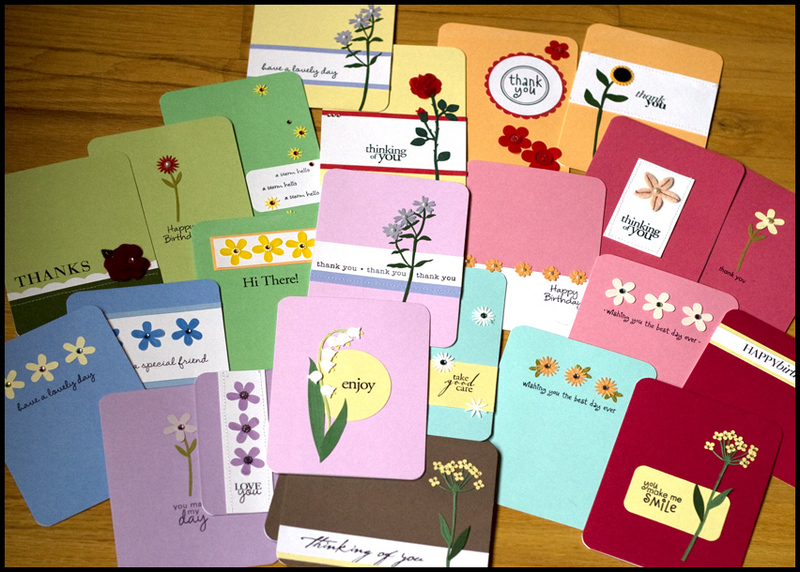 have a lovely day
thank
you
thank
you
thinking
of you
a warm hello
a warm hello
a warm hello
Happy
Birthday
thinking
of you
THANKS
Hi There!
thank you • thank you • thank you
Happy
Birthday
thank you
- wishing you the best day ever -
a special friend
have a lovely day
enjoy
take
good
care
wishing you the best day ever
HAPPY birth
LOVE
you
you ma
my
day
you
make me
SMILE
Thinking of you